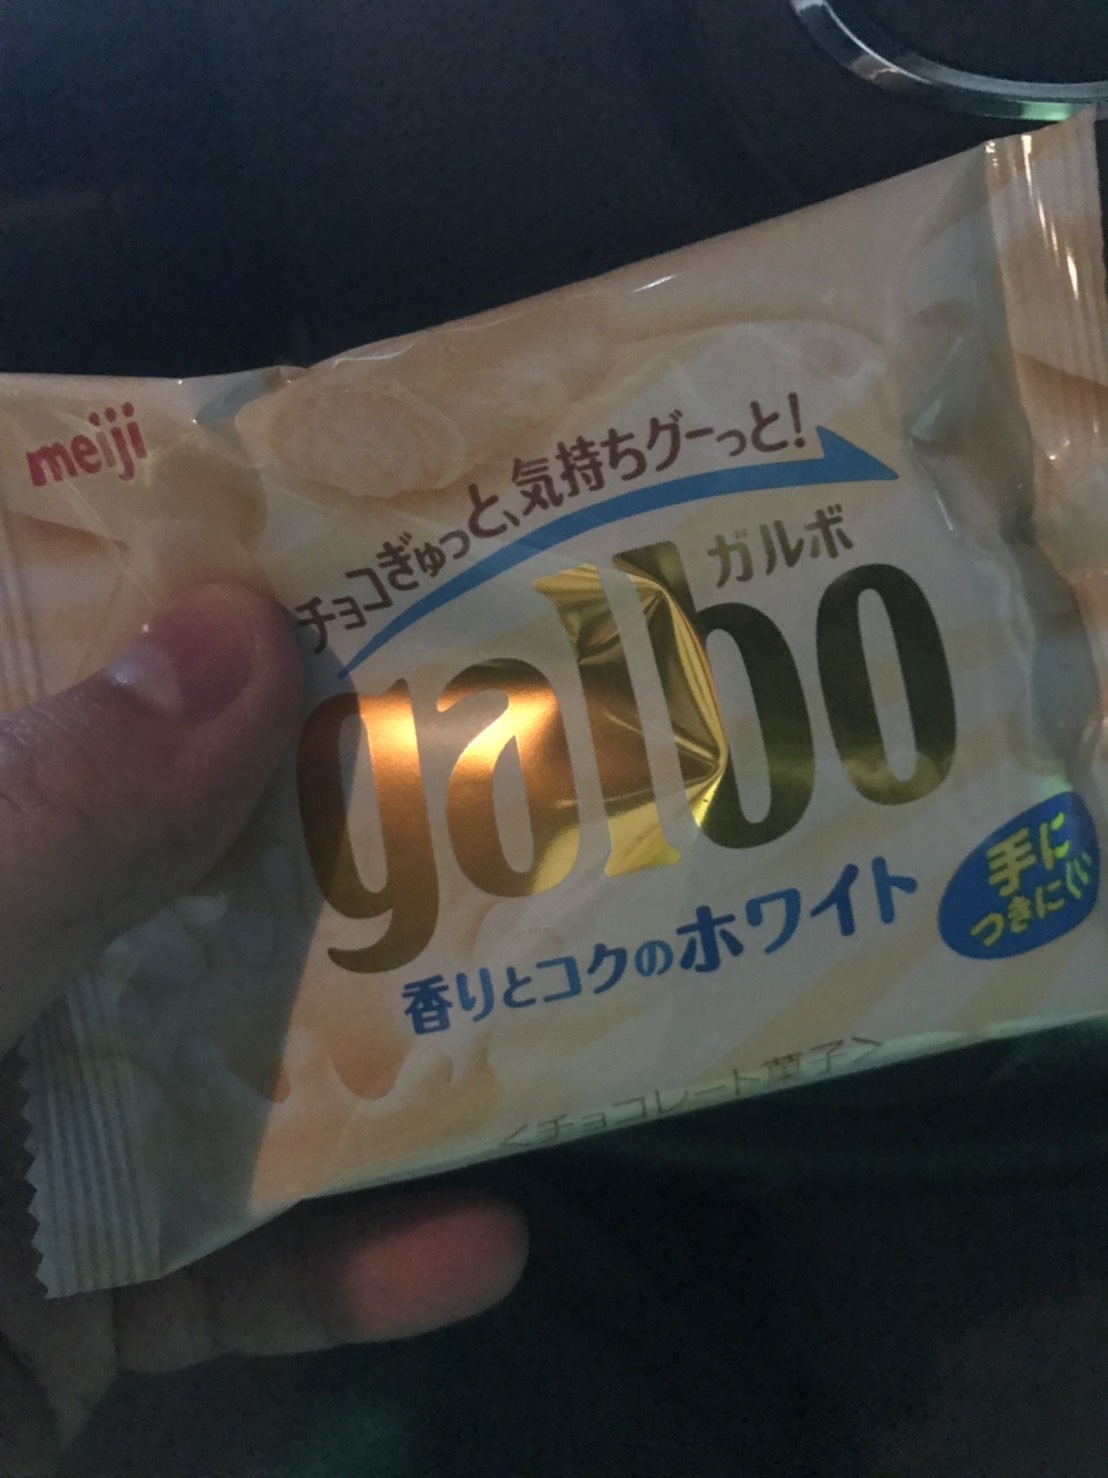 meiji
チョコぎゅっと、気持ちグーっと!
ガルボ
galbo
香りとコクのホワイト
手に
つきにくい
<チョコレート菓子>